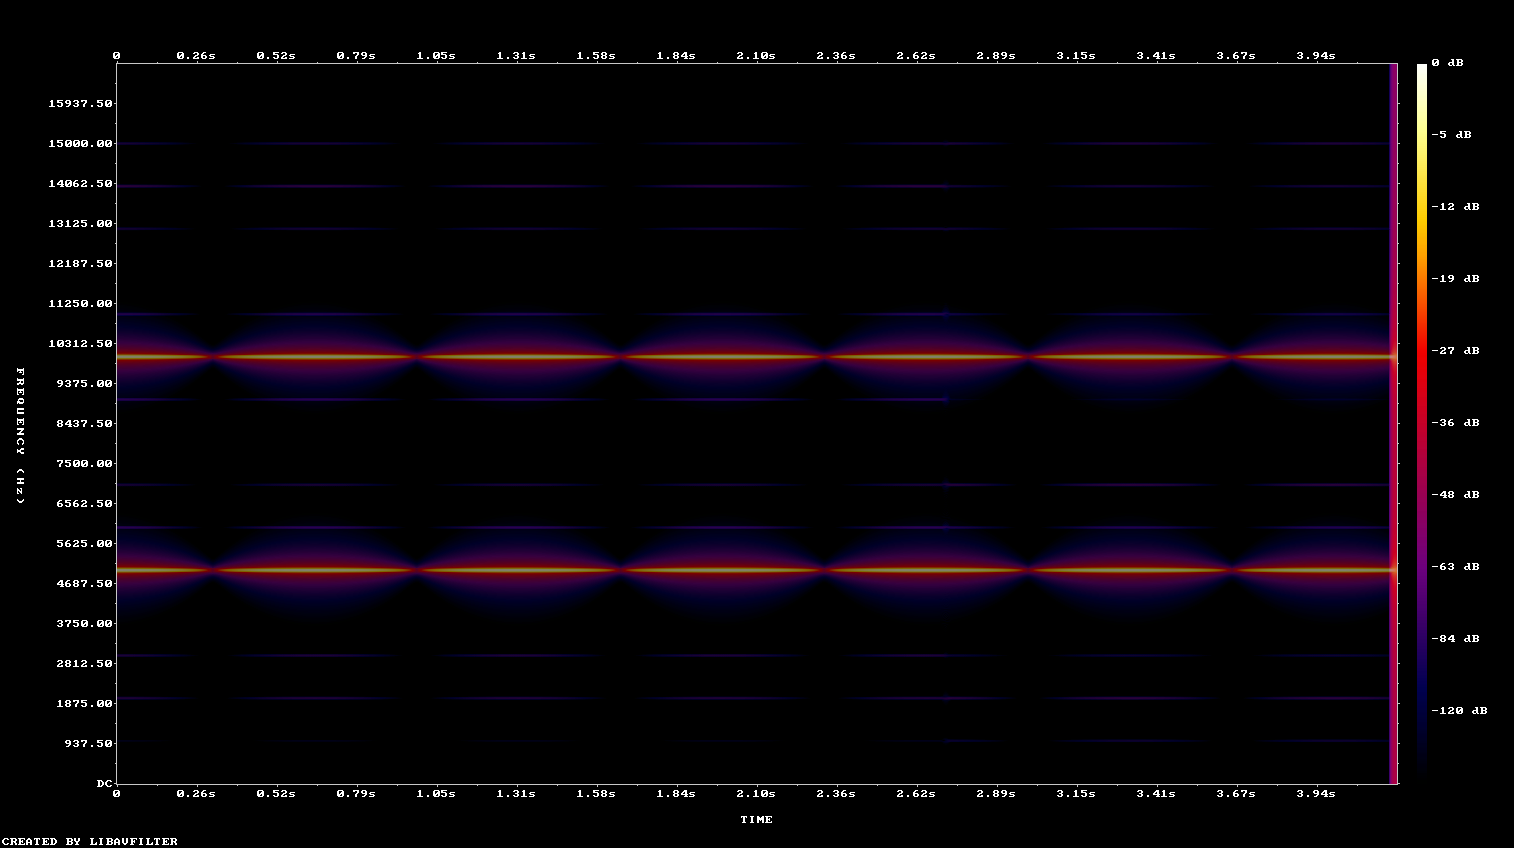 0 0.26s 0.52s 0.79s 1.05s 1.31s 1.58s 1.84s 2.10s 2.36s 2.62s 2.89s 3.15s 3.41s 3.67s 3.94s
0 dB
15937.50
-5 dB
15000.00
14062.50
-12 dB
13125.00
12187.50
-19 dB
11250.00
10312.50
-27 dB
9375.00
8437.50
-36 dB
7500.00
6562.50
-48 dB
5625.00
-63 dB
4687.50
3750.00
-84 dB
2812.50
1875.00
-120 dB
937.50
DC
FREQUENCY (Hz)
0 0.26s 0.52s 0.79s 1.05s 1.31s 1.58s 1.84s 2.10s 2.36s 2.62s 2.89s 3.15s 3.41s 3.67s 3.94s
TIME
CREATED BY LIBAVFILTER